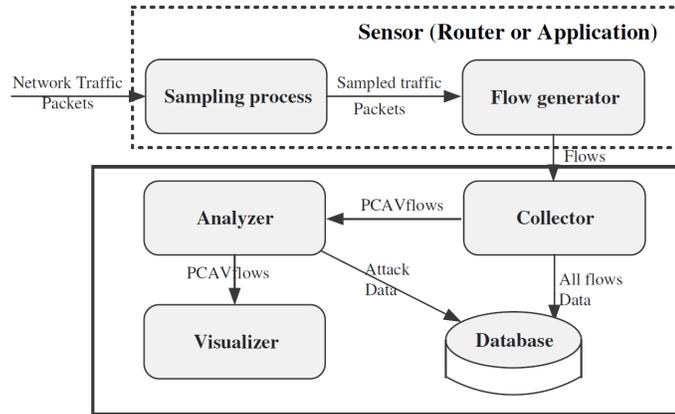 Sensor (Router or Application)
Network Traffic
Packets
Sampling process
Sampled traffic
Packets
Flow generator
Flows
Analyzer
PCAVflows
Collector
PCAVflows
Attack
Data
All flows
Data
Visualizer
Database